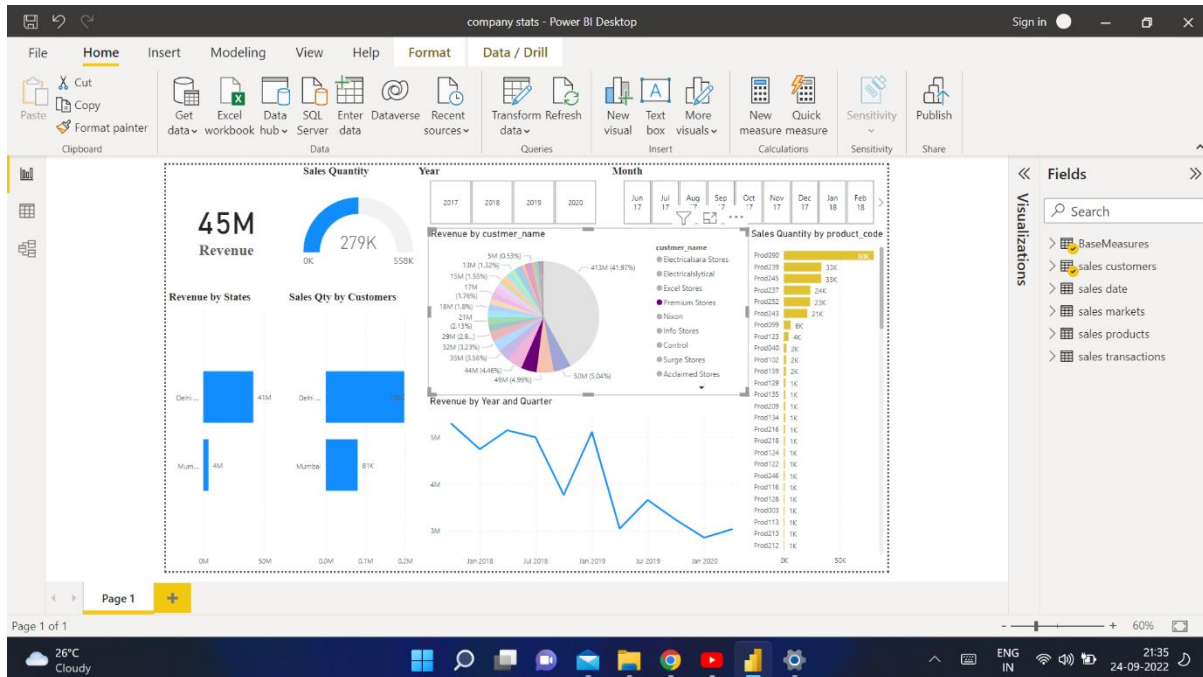 company stats - Power BI Desktop
Sign in
File Home Insert Modeling View Help Format Data / Drill
Paste
Cut
Copy
Format painter
Clipboard
Get data
Excel workbook
Data hub
SQL Server
Enter data
Dataverse
Recent sources
Data
Transform data
Refresh
Queries
New visual
Text box
More visuals
Insert
New measure
Quick measure
Calculations
Sensitivity
Sensitivity
Publish
Share
45M
Revenue
Sales Quantity
279K
0K
558K
Year
2017 2018 2019 2020
Month
Jun 17
Jul 17
Aug 17
Sep 17
Oct 17
Nov 17
Dec 17
Jan 18
Feb 18
Revenue by States
Delhi ... 41M
Mum... 4M
0M 50M
Sales Qty by Customers
Delhi ...
Mumbai 81K
0.0M 0.1M 0.2M
Revenue by custmer_name
5M (0.53%)
13M (1.32%)
15M (1.55%)
17M (1.76%)
18M (1.8%)
21M (2.13%)
29M (2.9...)
32M (3.23%)
35M (3.56%)
44M (4.46%)
49M (4.99%)
50M (5.04%)
413M (41.97%)
custmer_name
Electricalsara Stores
Electricalslytical
Excel Stores
Premium Stores
Nixon
Info Stores
Control
Surge Stores
Acclaimed Stores
Revenue by Year and Quarter
5M
4M
3M
Jan 2018 Jul 2018 Jan 2019 Jul 2019 Jan 2020
Sales Quantity by product_code
Prod090
Prod239 33K
Prod245 33K
Prod237 24K
Prod252 23K
Prod243 21K
Prod099 6K
Prod123 4K
Prod040 2K
Prod102 2K
Prod159 2K
Prod129 1K
Prod135 1K
Prod209 1K
Prod134 1K
Prod216 1K
Prod218 1K
Prod124 1K
Prod122 1K
Prod246 1K
Prod116 1K
Prod128 1K
Prod003 1K
Prod113 1K
Prod213 1K
Prod212 1K
0K 50K
Visualizations
Fields
Search
BaseMeasures
sales customers
sales date
sales markets
sales products
sales transactions
Page 1
Page 1 of 1
60%
26°C
Cloudy
ENG
IN
21:35
24-09-2022